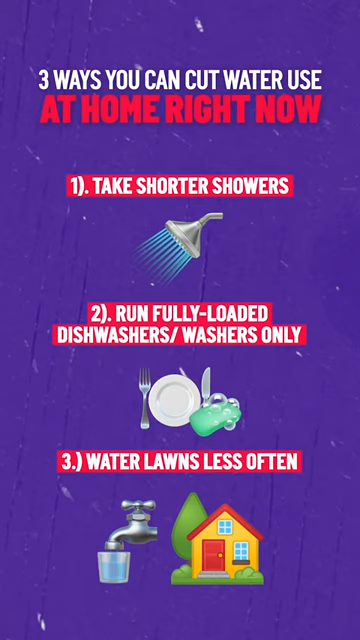 3 WAYS YOU CAN CUT WATER USE
AT HOME RIGHT NOW
1). TAKE SHORTER SHOWERS
2). RUN FULLY-LOADED
DISHWASHERS/ WASHERS ONLY
3.) WATER LAWNS LESS OFTEN